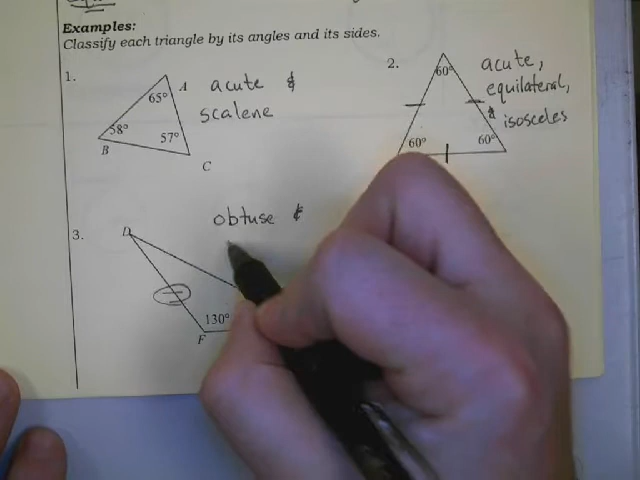 Examples:
Classify each triangle by its angles and its sides.
1.
65° A
58°
B
57°
C
acute &
scalene
2.
60°
60°
60°
acute,
equilateral,
& isosceles
3.
D
130°
F
obtuse &